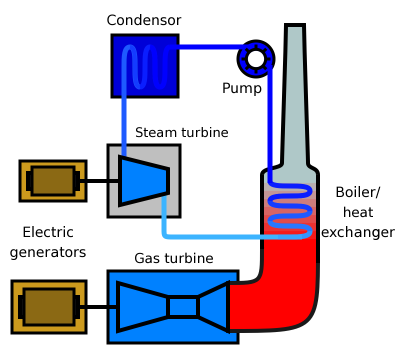 Condensor
Pump
Steam turbine
Boiler/
heat
exchanger
Electric
generators
Gas turbine